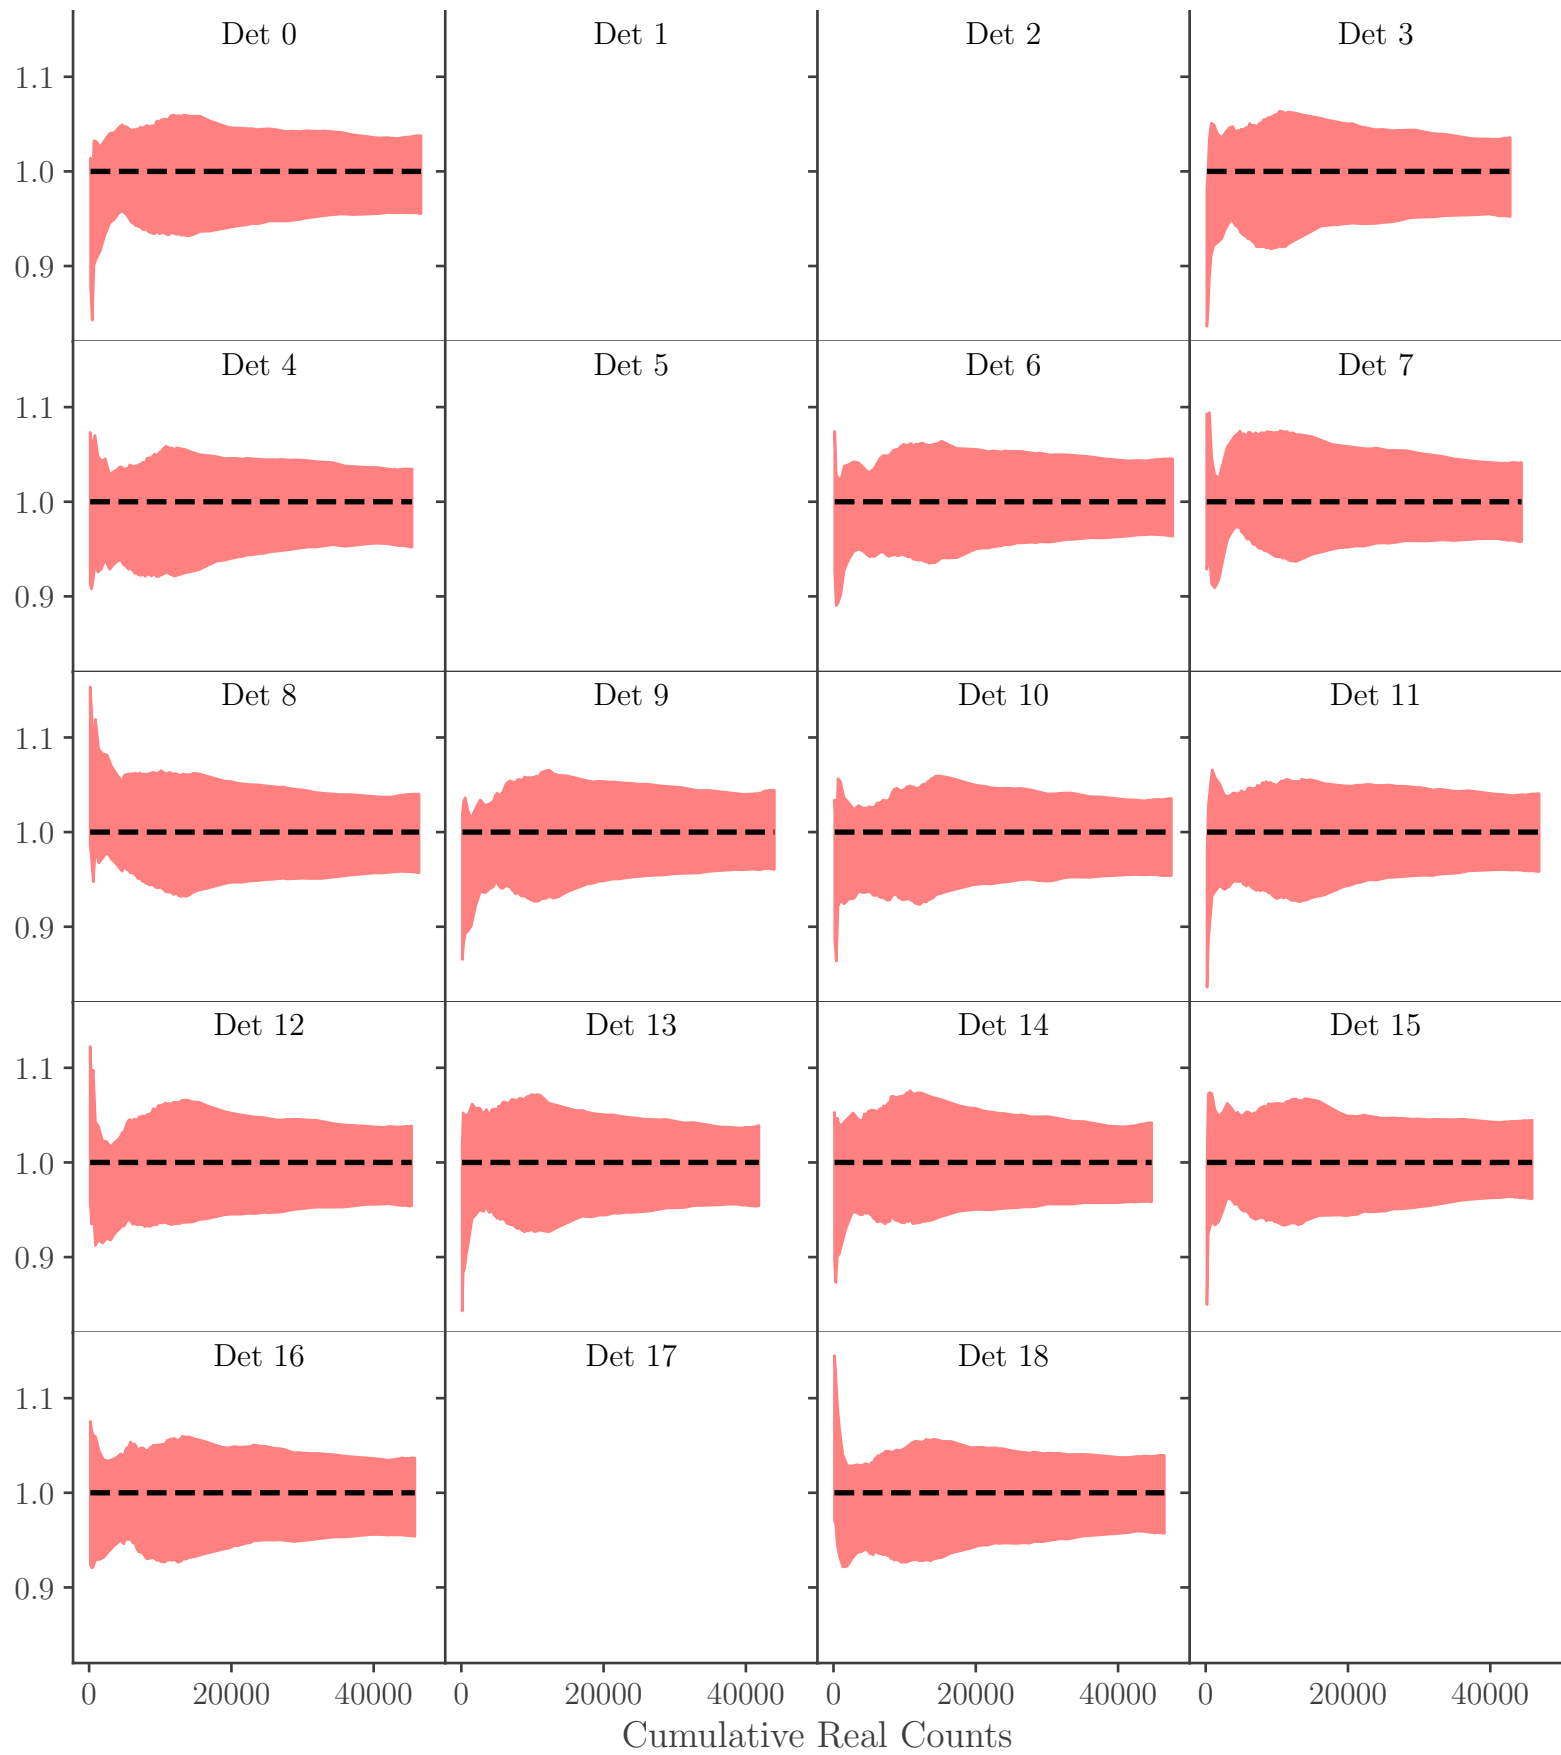 Det 0 Det 1 Det 2 Det 3
1.1
1.0
0.9
Det 4 Det 5 Det 6 Det 7
1.1
1.0
0.9
Det 8 Det 9 Det 10 Det 11
1.1
1.0
0.9
Det 12 Det 13 Det 14 Det 15
1.1
1.0
0.9
Det 16 Det 17 Det 18
1.1
1.0
0.9
0 20000 40000 0 20000 40000 0 20000 40000 0 20000 40000
Cumulative Real Counts